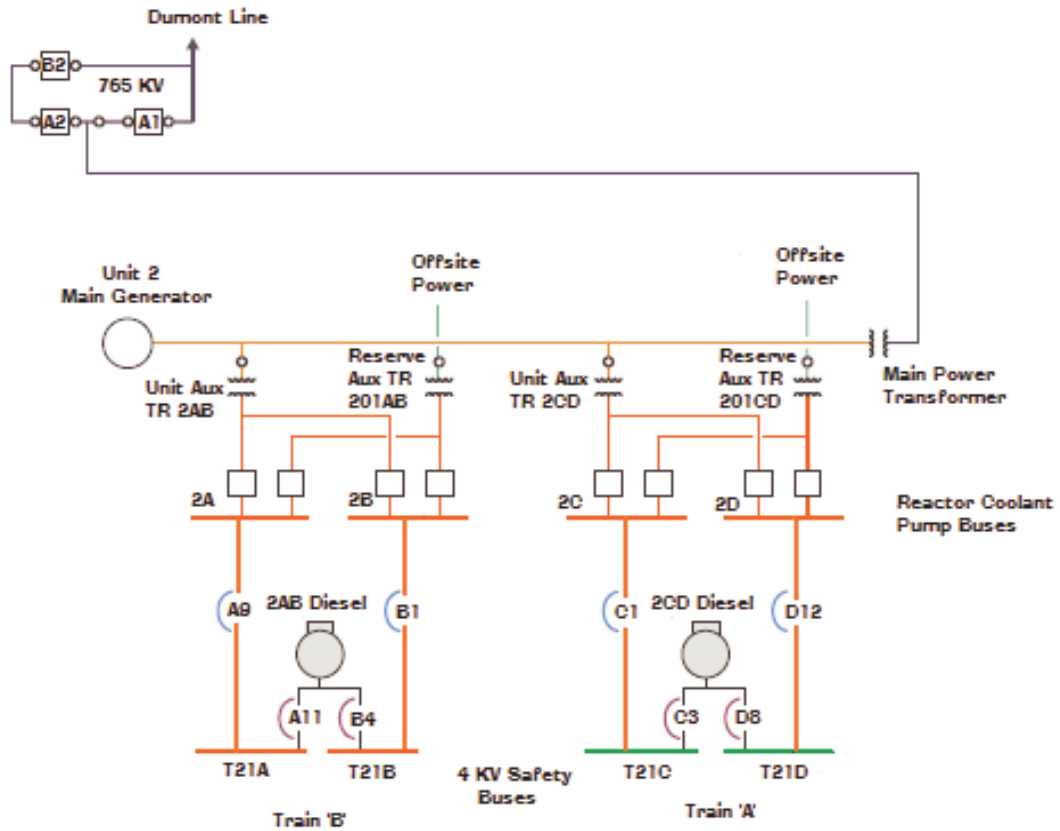 Dumont Line
B2
765 KV
A2
A1
Unit 2
Main Generator
Offsite
Power
Offsite
Power
Unit Aux
TR 2AB
Reserve
Aux TR
201AB
Unit Aux
TR 2CD
Reserve
Aux TR
201CD
Main Power
Transformer
2A
2B
2C
2D
Reactor Coolant
Pump Buses
A9
2AB Diesel
B1
C1
2CD Diesel
D12
A11
B4
C3
D8
T21A
T21B
4 KV Safety
Buses
T21C
T21D
Train 'B'
Train 'A'